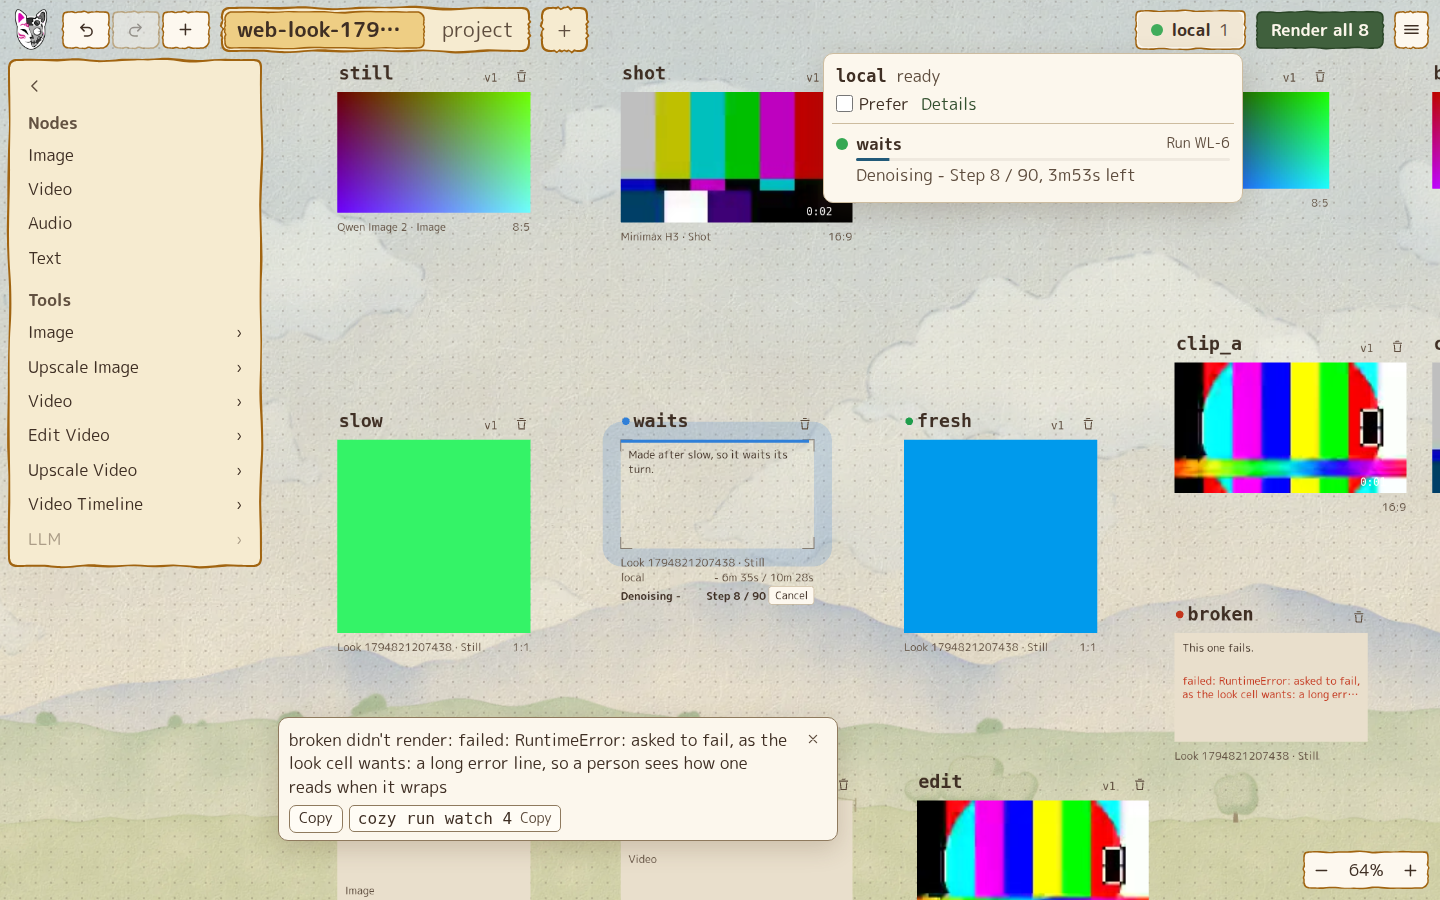 web-look-179···
project
local 1
Render all 8
Nodes
Image
Video
Audio
Text
Tools
Image
Upscale Image
Video
Edit Video
Upscale Video
Video Timeline
LLM
still v1
Qwen Image 2 · Image 8:5
shot v1
0:02
Minimax H3 · Shot 16:9
local ready
Prefer Details
waits Run WL-6
Denoising - Step 8 / 90, 3m53s left
v1
8:5
slow v1
Look 1794821207438 · Still 1:1
waits
Made after slow, so it waits its
turn.
Look 1794821207438 · Still
local - 6m 35s / 10m 28s
Denoising - Step 8 / 90 Cancel
fresh v1
Look 1794821207438 · Still 1:1
clip_a v1
16:9
broken
This one fails.
failed: RuntimeError: asked to fail,
as the look cell wants: a long err···
Look 1794821207438 · Still
broken didn't render: failed: RuntimeError: asked to fail, as the
look cell wants: a long error line, so a person sees how one
reads when it wraps
Copy
cozy run watch 4 Copy
Image
Video
edit v1
64%